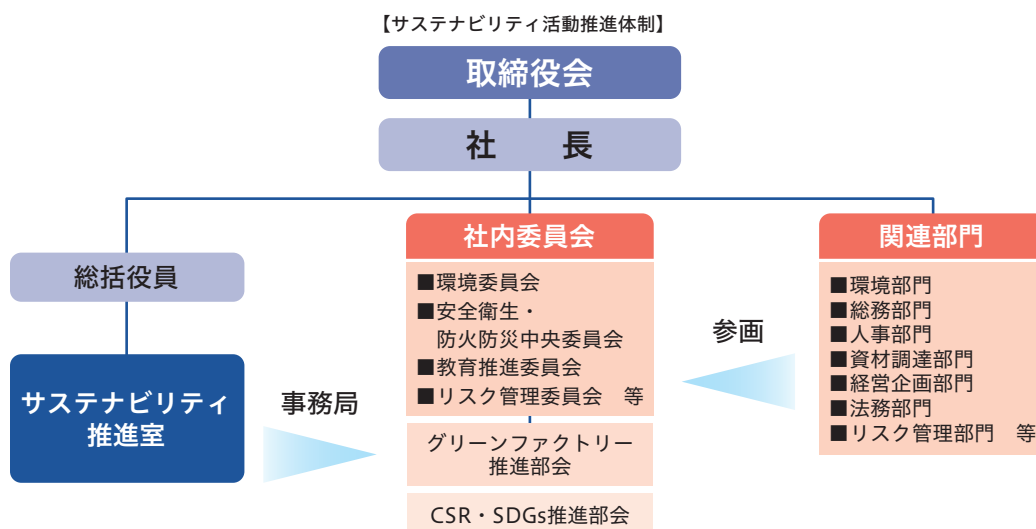 【サステナビリティ活動推進体制】
取締役会
社　　長
総括役員
サステナビリティ
推進室
事務局
社内委員会
■環境委員会
■安全衛生・
防火防災中央委員会
■教育推進委員会
■リスク管理委員会　等
グリーンファクトリー
推進部会
CSR・SDGs推進部会
参画
関連部門
■環境部門
■総務部門
■人事部門
■資材調達部門
■経営企画部門
■法務部門
■リスク管理部門　等